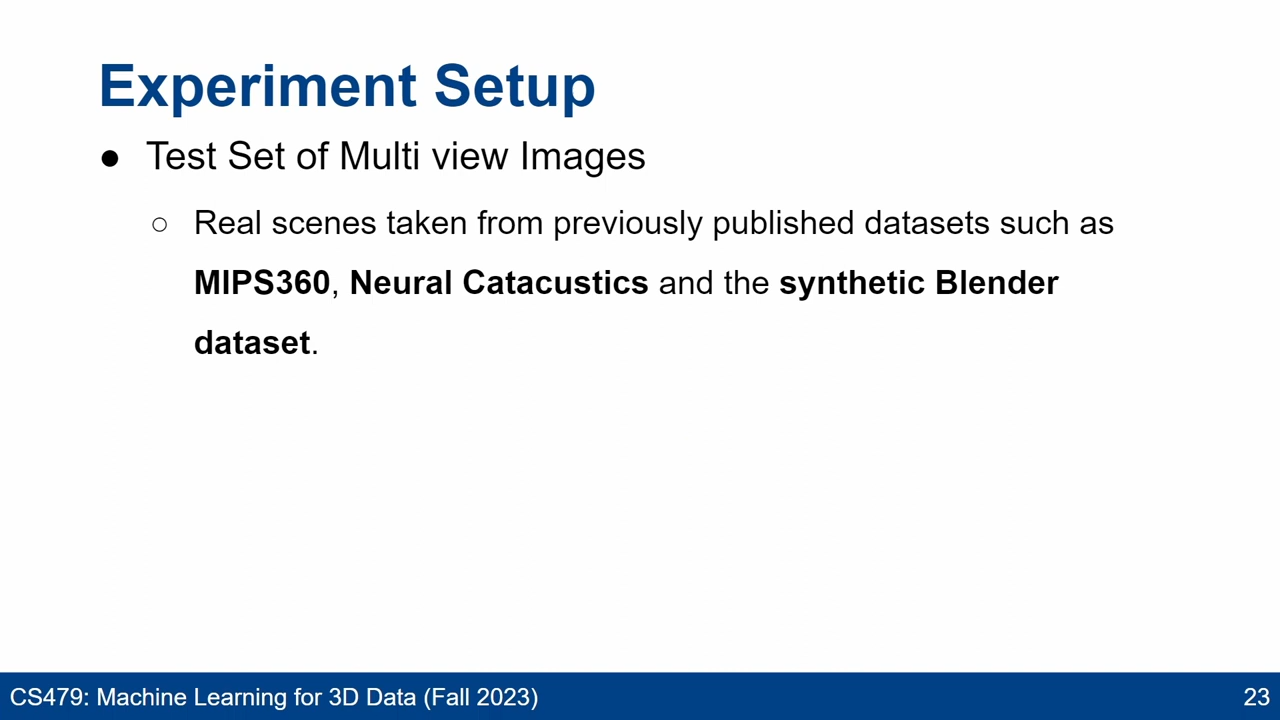 Experiment Setup
● Test Set of Multi view Images
○ Real scenes taken from previously published datasets such as
MIPS360, Neural Catacustics and the synthetic Blender
dataset.
CS479: Machine Learning for 3D Data (Fall 2023)
23